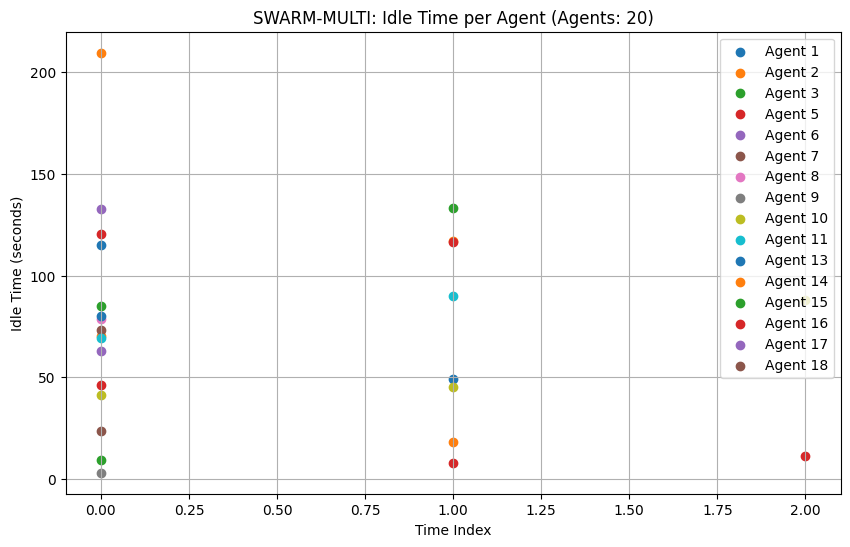 SWARM-MULTI: Idle Time per Agent (Agents: 20)
Idle Time (seconds)
200
150
100
50
0
0.00 0.25 0.50 0.75 1.00 1.25 1.50 1.75 2.00
Time Index
Agent 1
Agent 2
Agent 3
Agent 5
Agent 6
Agent 7
Agent 8
Agent 9
Agent 10
Agent 11
Agent 13
Agent 14
Agent 15
Agent 16
Agent 17
Agent 18